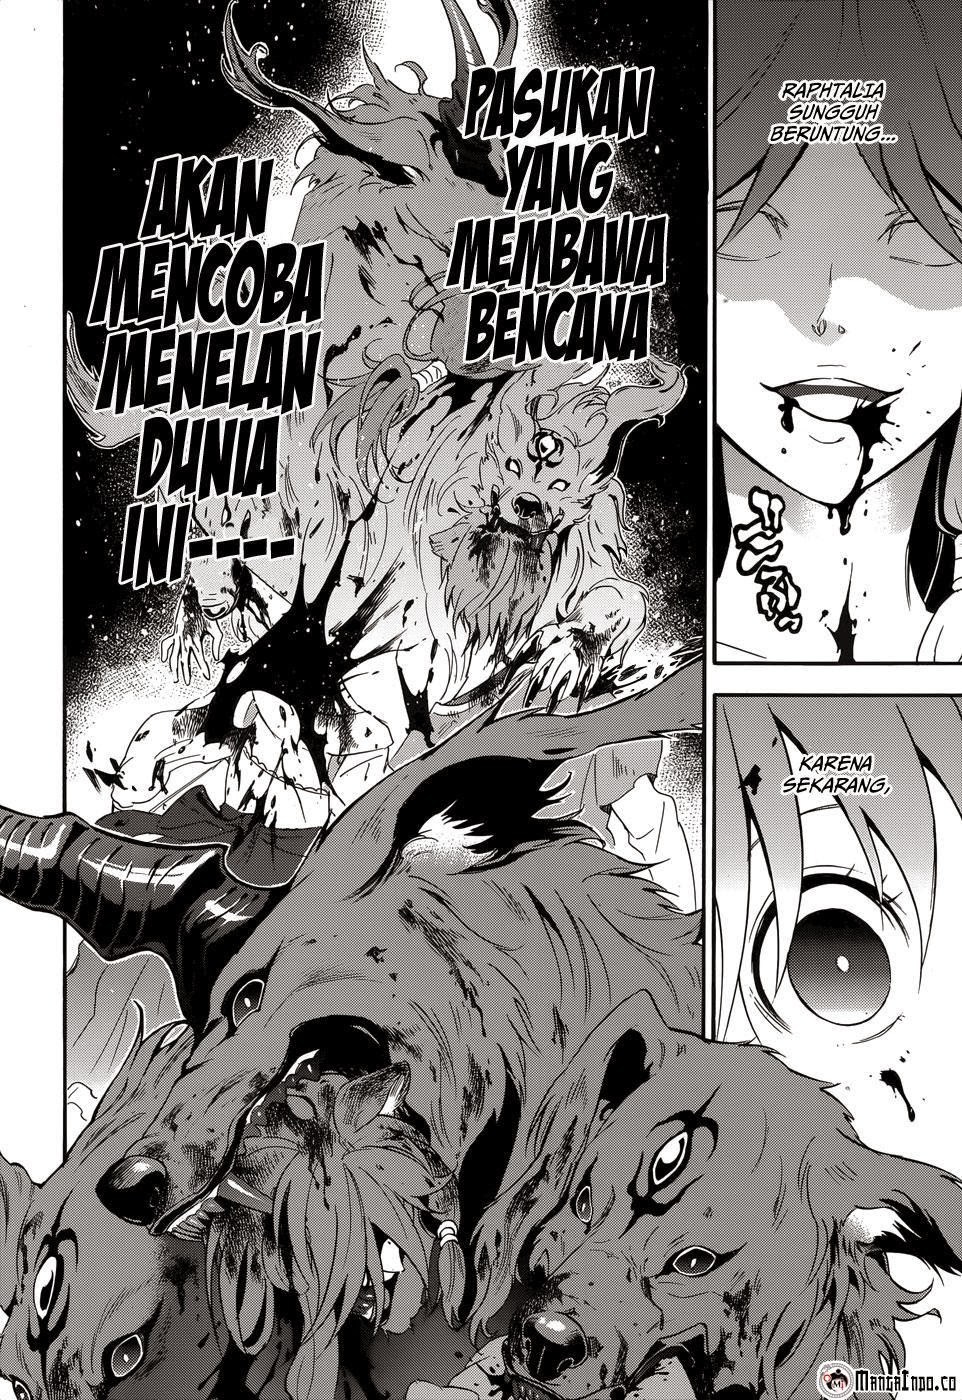 RAPHTALIA
SUNGGUH
BERUNTUNG...
KARENA
SEKARANG,
PASUKAN
YANG
MEMBAWA
BENCANA
AKAN
MENCOBA
MENELAN
DUNIA
INI ----
MANGAINDO.CO